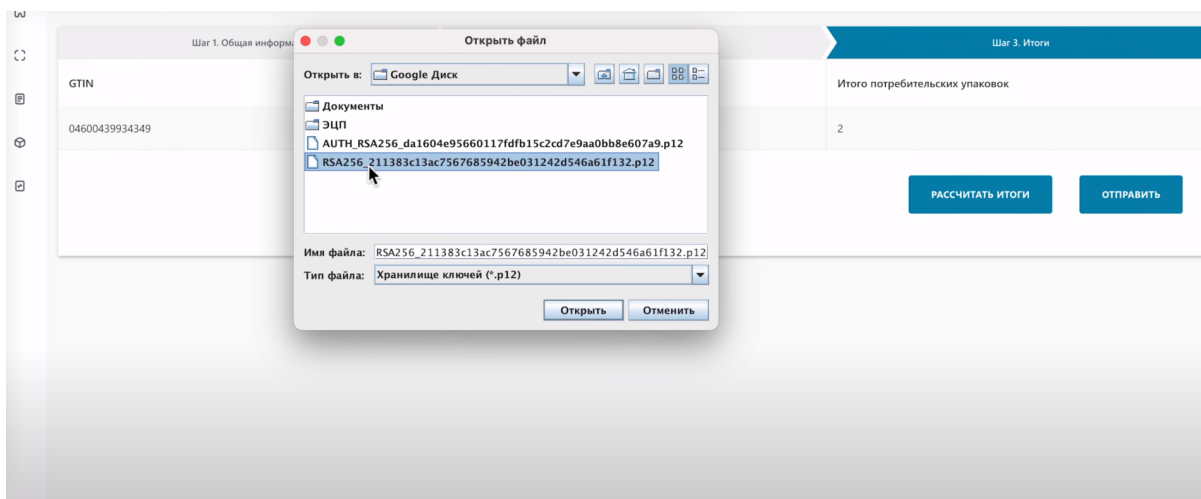 Шаг 1. Общая информа
Шаг 3. Итоги
GTIN
Итого потребительских упаковок
04600439934349
2
РАССЧИТАТЬ ИТОГИ
ОТПРАВИТЬ
Открыть файл
Открыть в: Google Диск
Документы
ЭЦП
AUTH_RSA256_da1604e95660117fdfb15c2cd7e9aa0bb8e607a9.p12
RSA256_211383c13ac7567685942be031242d546a61f132.p12
Имя файла: RSA256_211383c13ac7567685942be031242d546a61f132.p12
Тип файла: Хранилище ключей (*.p12)
Открыть
Отменить